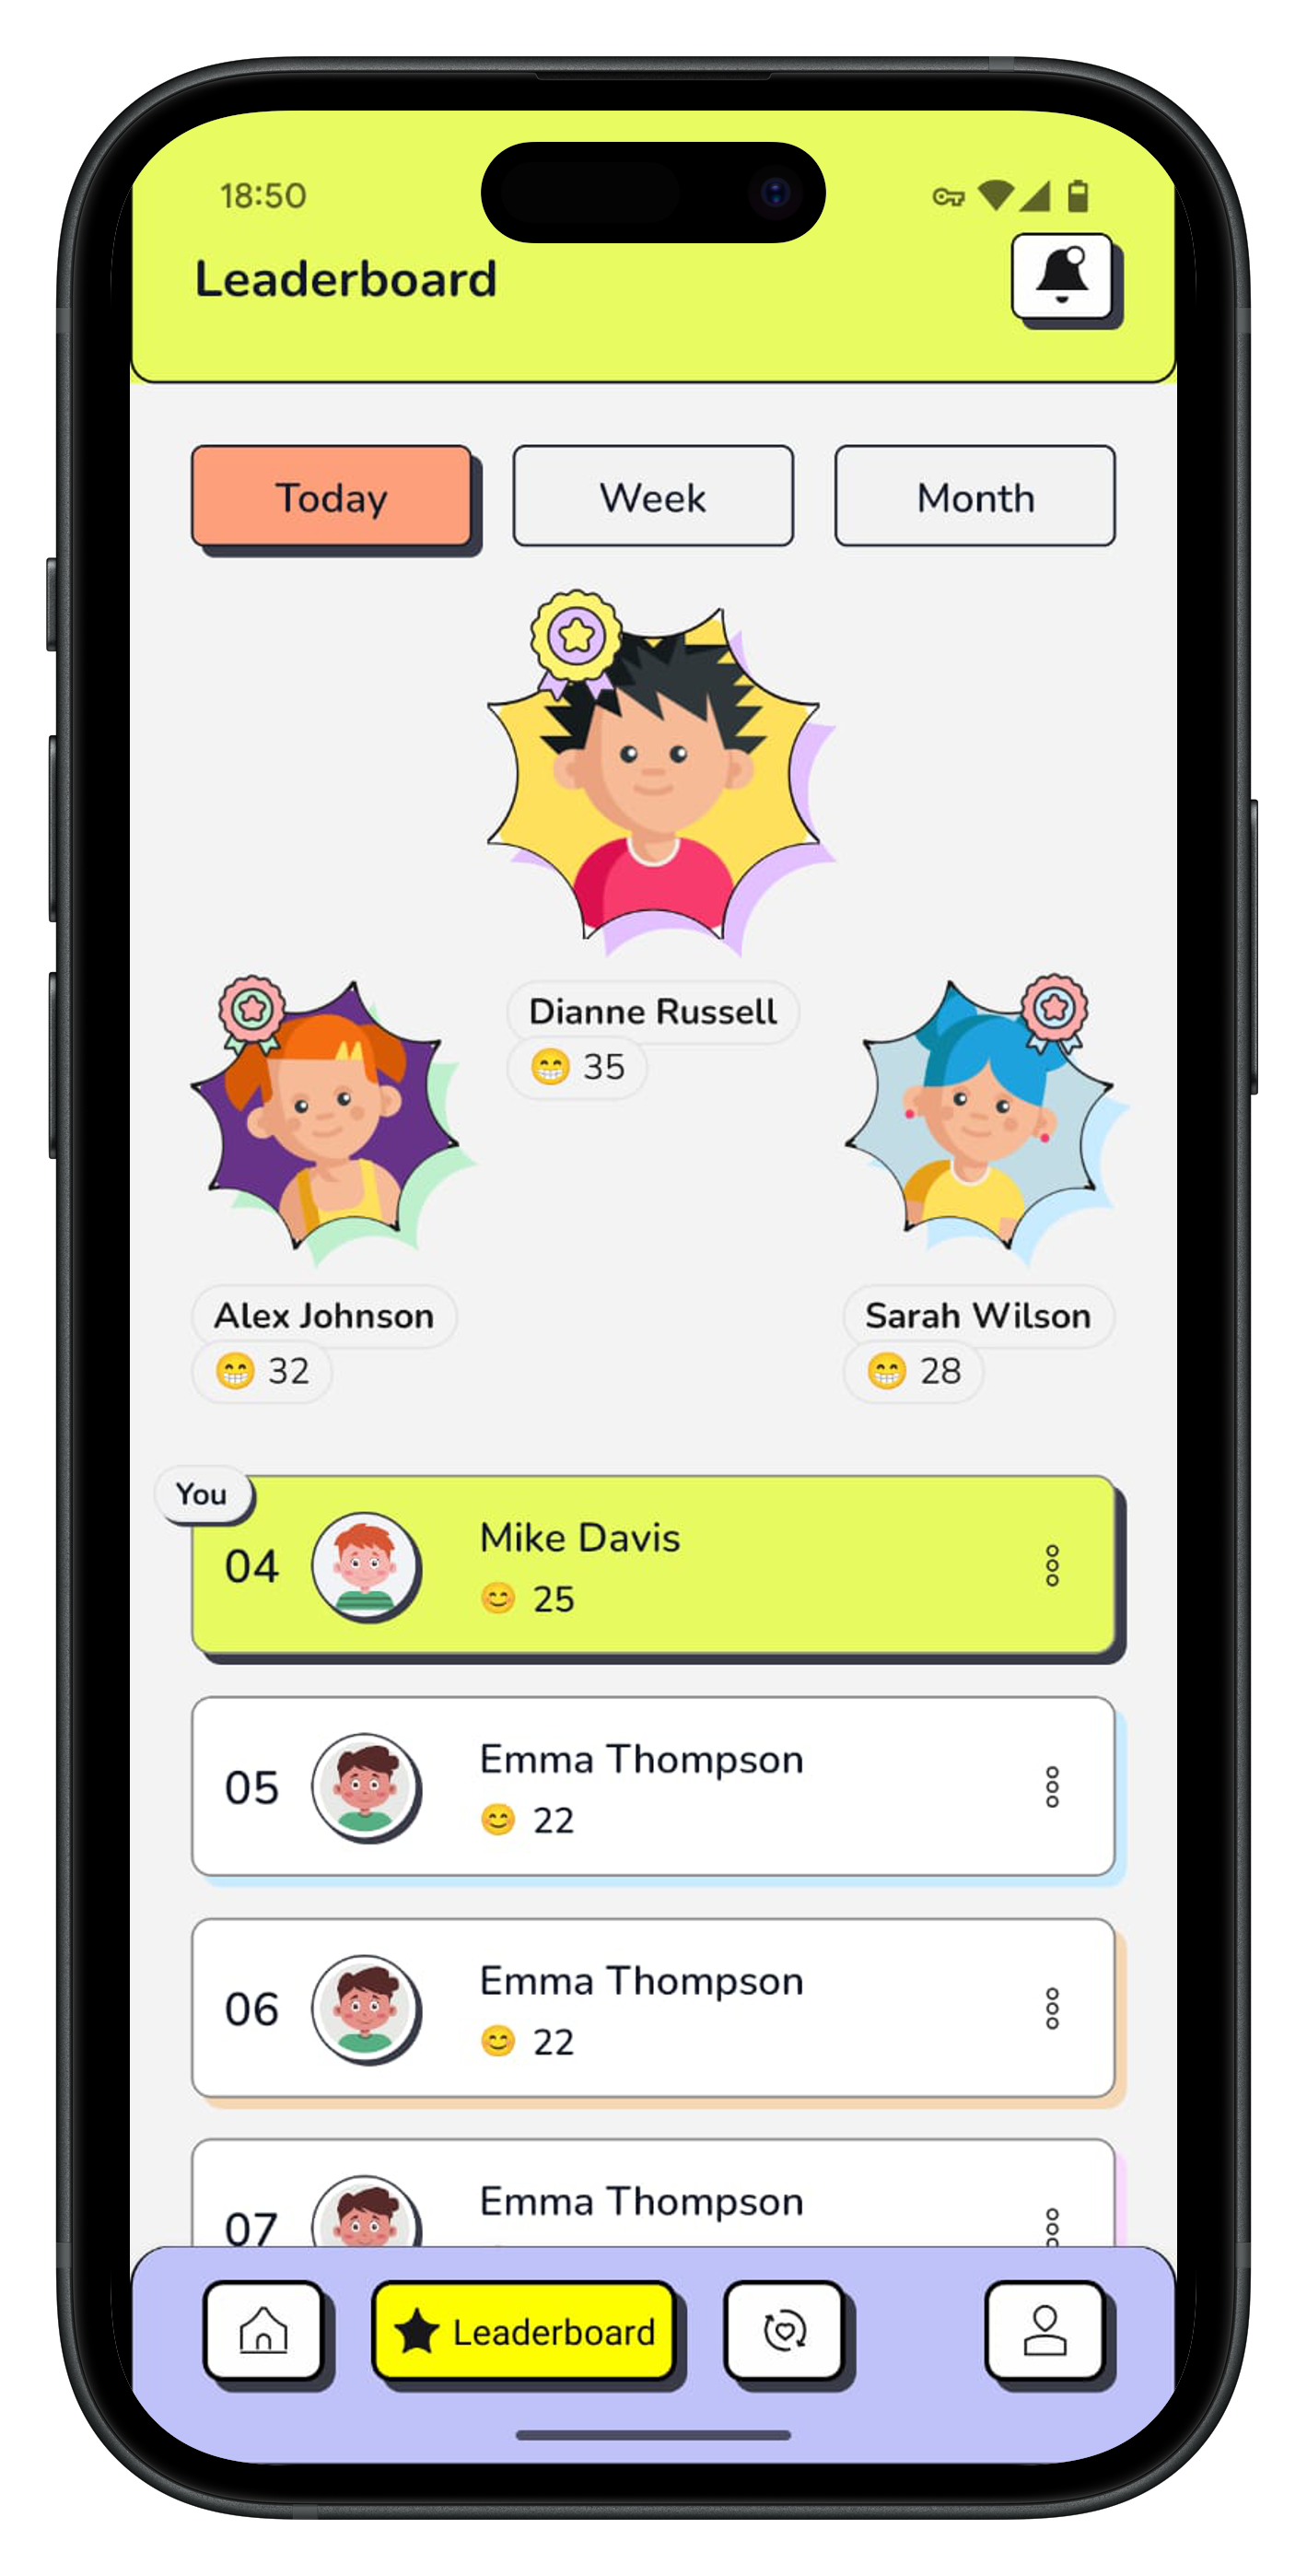 18:50
Leaderboard
Today
Week
Month
Dianne Russell
😁 35
Alex Johnson
😁 32
Sarah Wilson
😁 28
You
04
Mike Davis
😊 25
05
Emma Thompson
😊 22
06
Emma Thompson
😊 22
07
Emma Thompson
Leaderboard